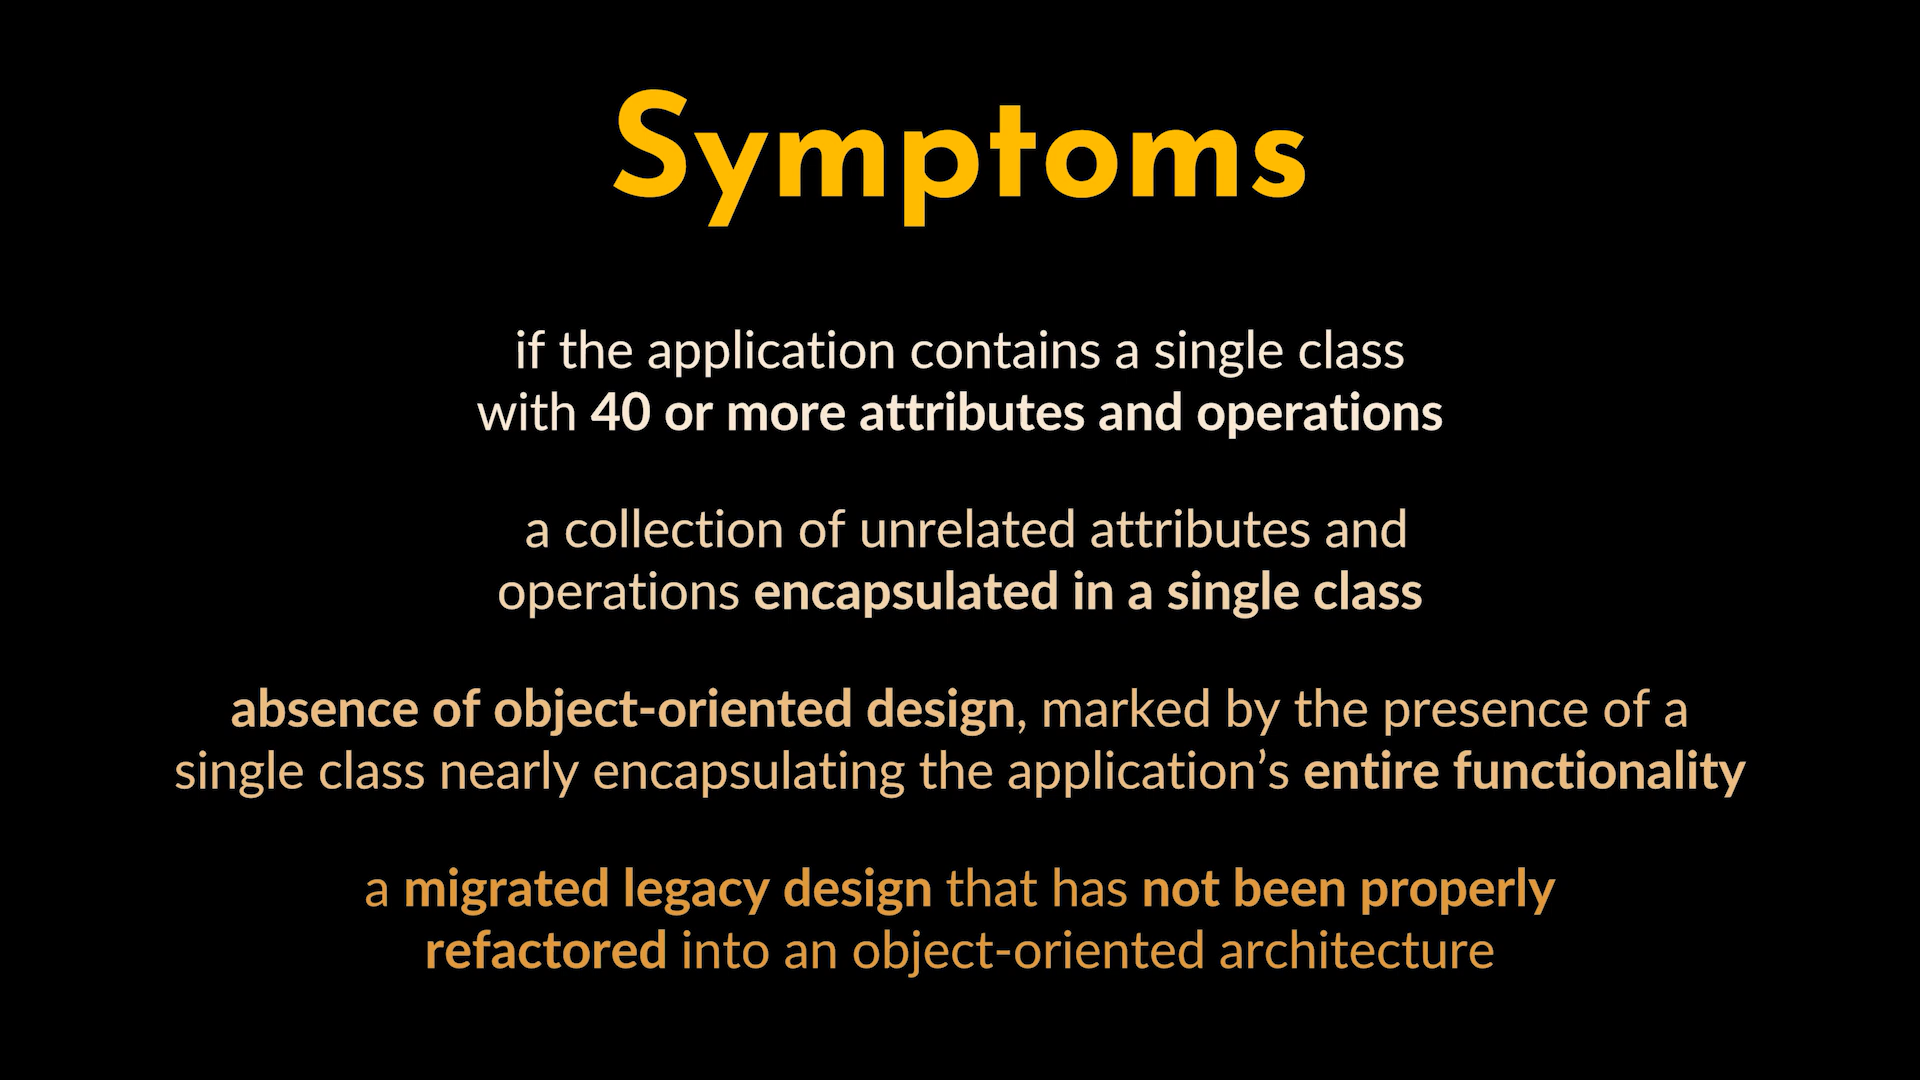 Symptoms
if the application contains a single class
with 40 or more attributes and operations
a collection of unrelated attributes and
operations encapsulated in a single class
absence of object-oriented design, marked by the presence of a
single class nearly encapsulating the application’s entire functionality
a migrated legacy design that has not been properly
refactored into an object-oriented architecture